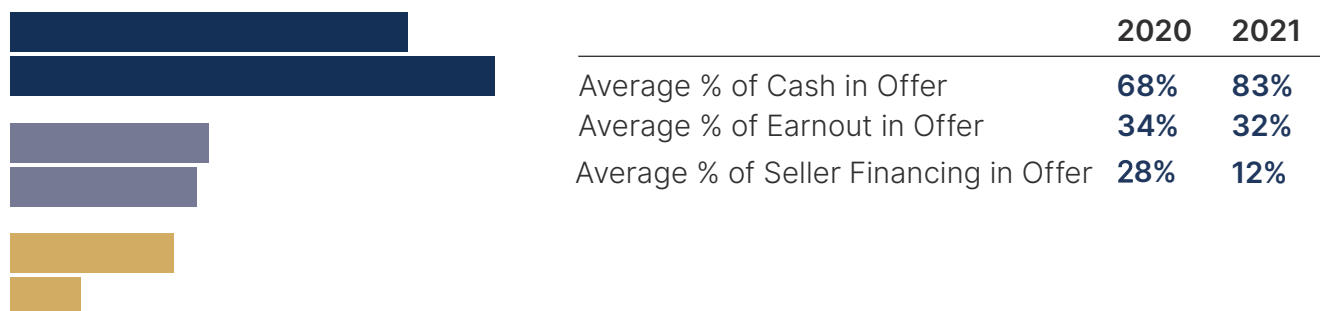 2020 2021
Average % of Cash in Offer 68% 83%
Average % of Earnout in Offer 34% 32%
Average % of Seller Financing in Offer 28% 12%